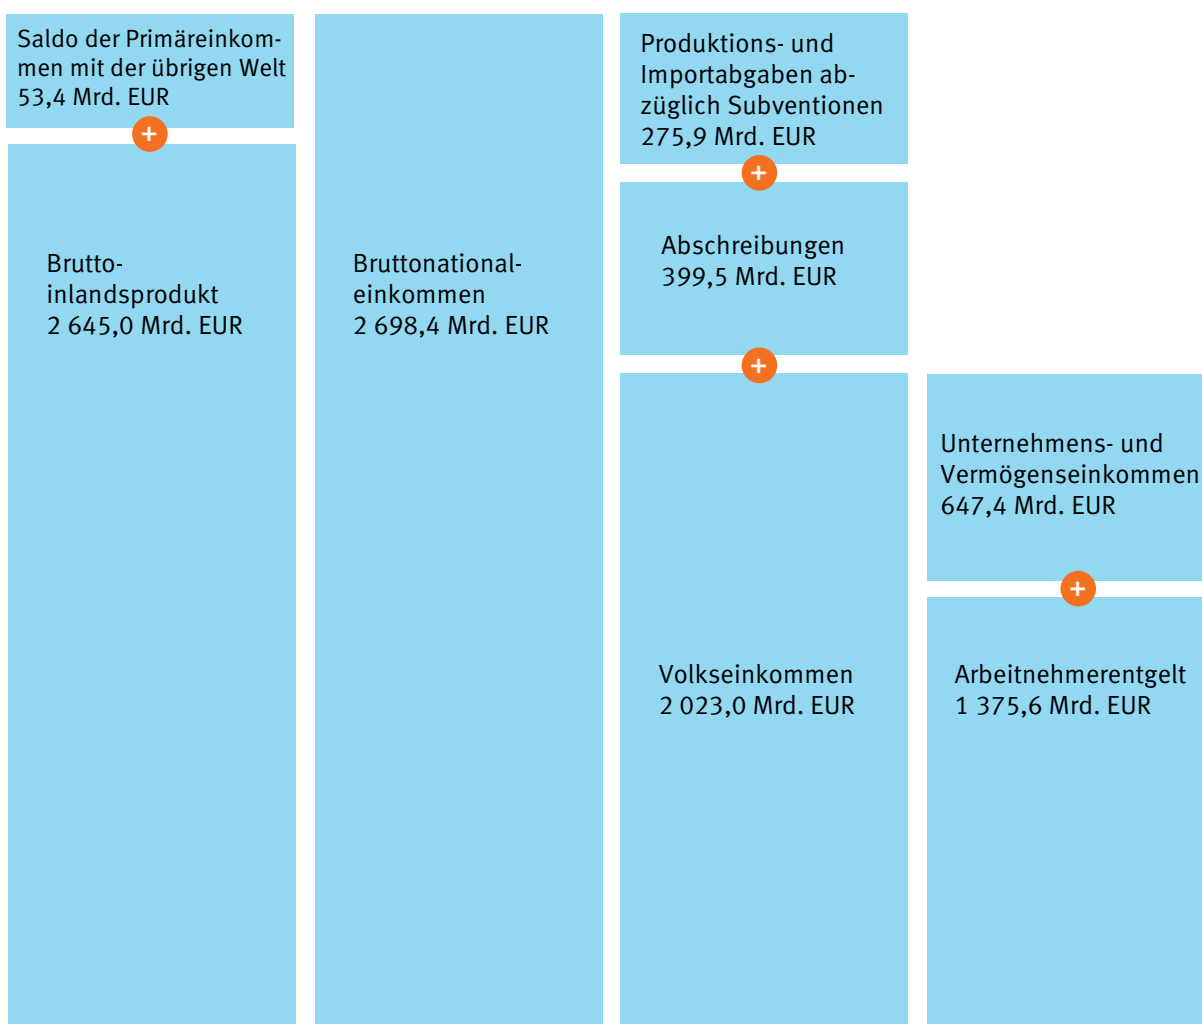 Saldo der Primäreinkom-
men mit der übrigen Welt
53,4 Mrd. EUR
+
Brutto-
inlandsprodukt
2 645,0 Mrd. EUR
Bruttonational-
einkommen
2 698,4 Mrd. EUR
Produktions- und
Importabgaben ab-
züglich Subventionen
275,9 Mrd. EUR
+
Abschreibungen
399,5 Mrd. EUR
+
Volkseinkommen
2 023,0 Mrd. EUR
Unternehmens- und
Vermögenseinkommen
647,4 Mrd. EUR
+
Arbeitnehmerentgelt
1 375,6 Mrd. EUR